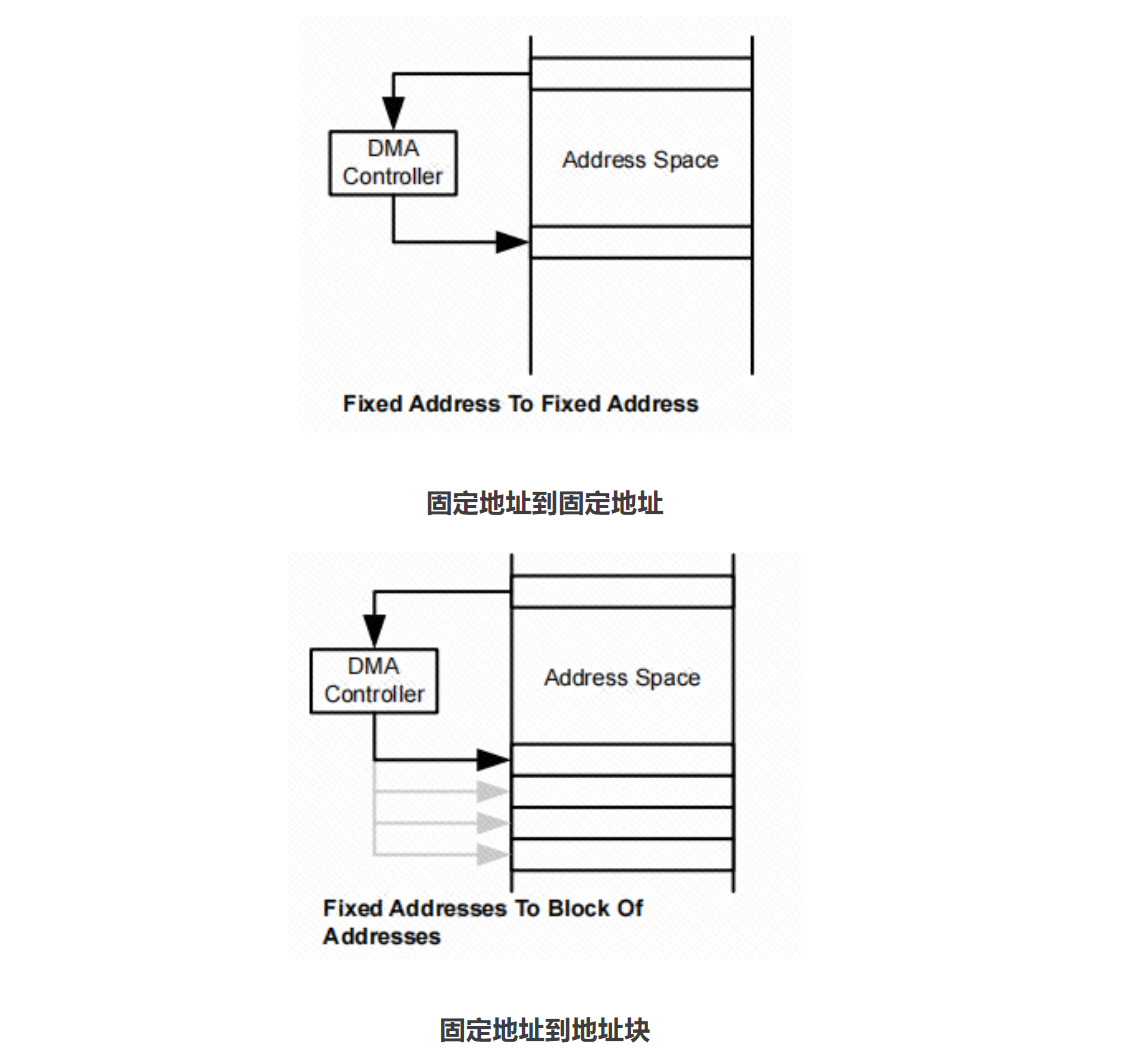 DMA
Controller
Address Space
Fixed Address To Fixed Address
固定地址到固定地址
DMA
Controller
Address Space
Fixed Addresses To Block Of
Addresses
固定地址到地址块